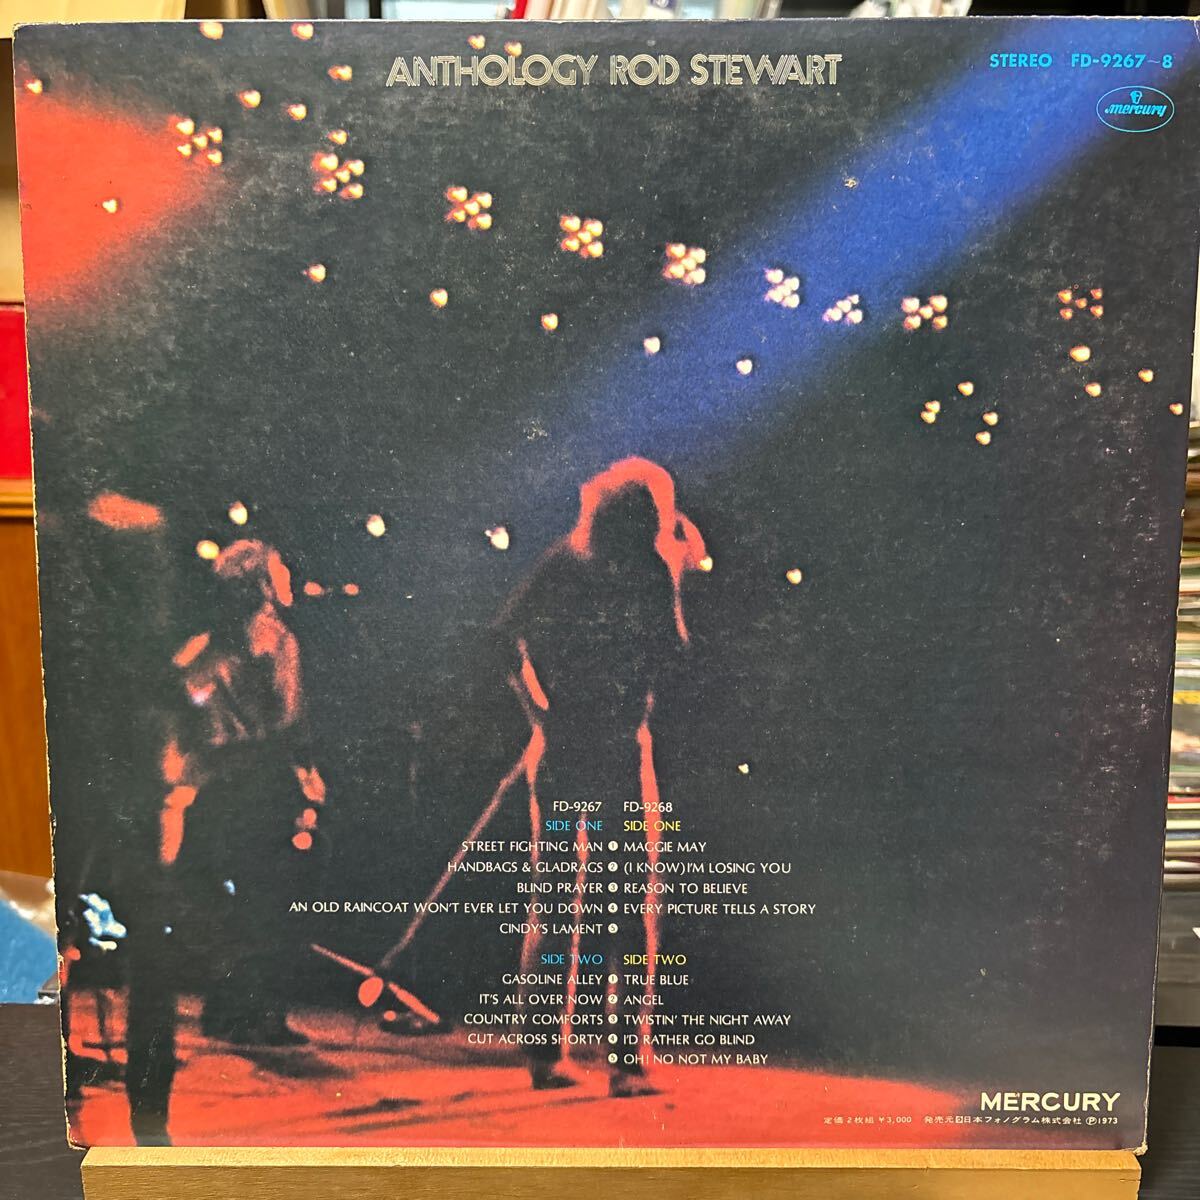 ANTHOLOGY ROD STEWART
STEREO FD-9267~8
mercury
FD-9267 FD-9268
SIDE ONE SIDE ONE
STREET FIGHTING MAN 1 MAGGIE MAY
HANDBAGS & GLADRAGS 2 (I KNOW) I'M LOSING YOU
BLIND PRAYER 3 REASON TO BELIEVE
AN OLD RAINCOAT WON'T EVER LET YOU DOWN 4 EVERY PICTURE TELLS A STORY
CINDY'S LAMENT 5
SIDE TWO SIDE TWO
GASOLINE ALLEY 1 TRUE BLUE
IT'S ALL OVER NOW 2 ANGEL
COUNTRY COMFORTS 3 TWISTIN' THE NIGHT AWAY
CUT ACROSS SHORTY 4 I'D RATHER GO BLIND
5 OH! NO NOT MY BABY
MERCURY
定価2枚組 ¥3,000 発売元 日本フォノグラム株式会社 Ⓟ1973